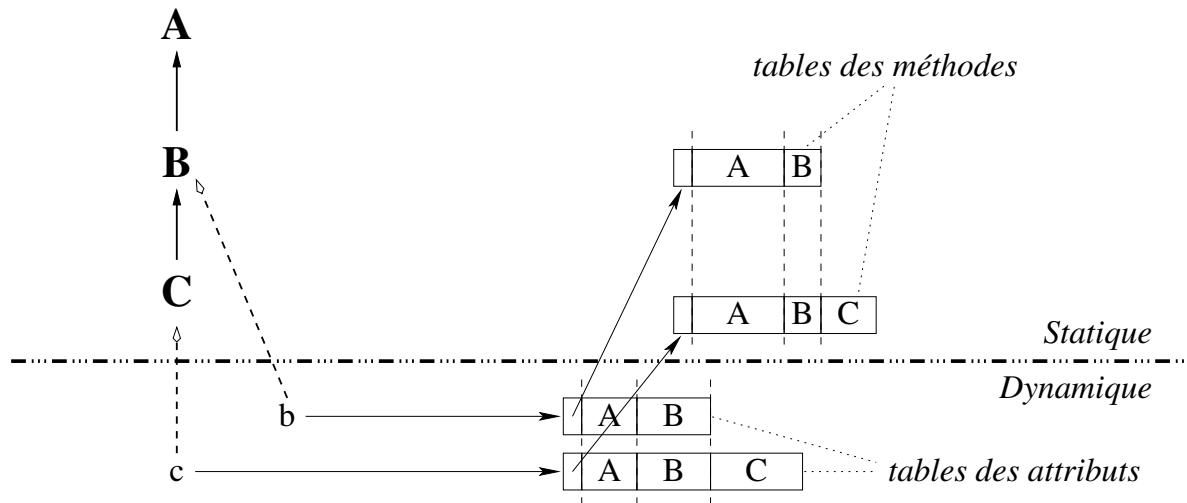 A
tables des méthodes
B
A B
C
A B C
Statique
Dynamique
b
A B
c
A B C
tables des attributs